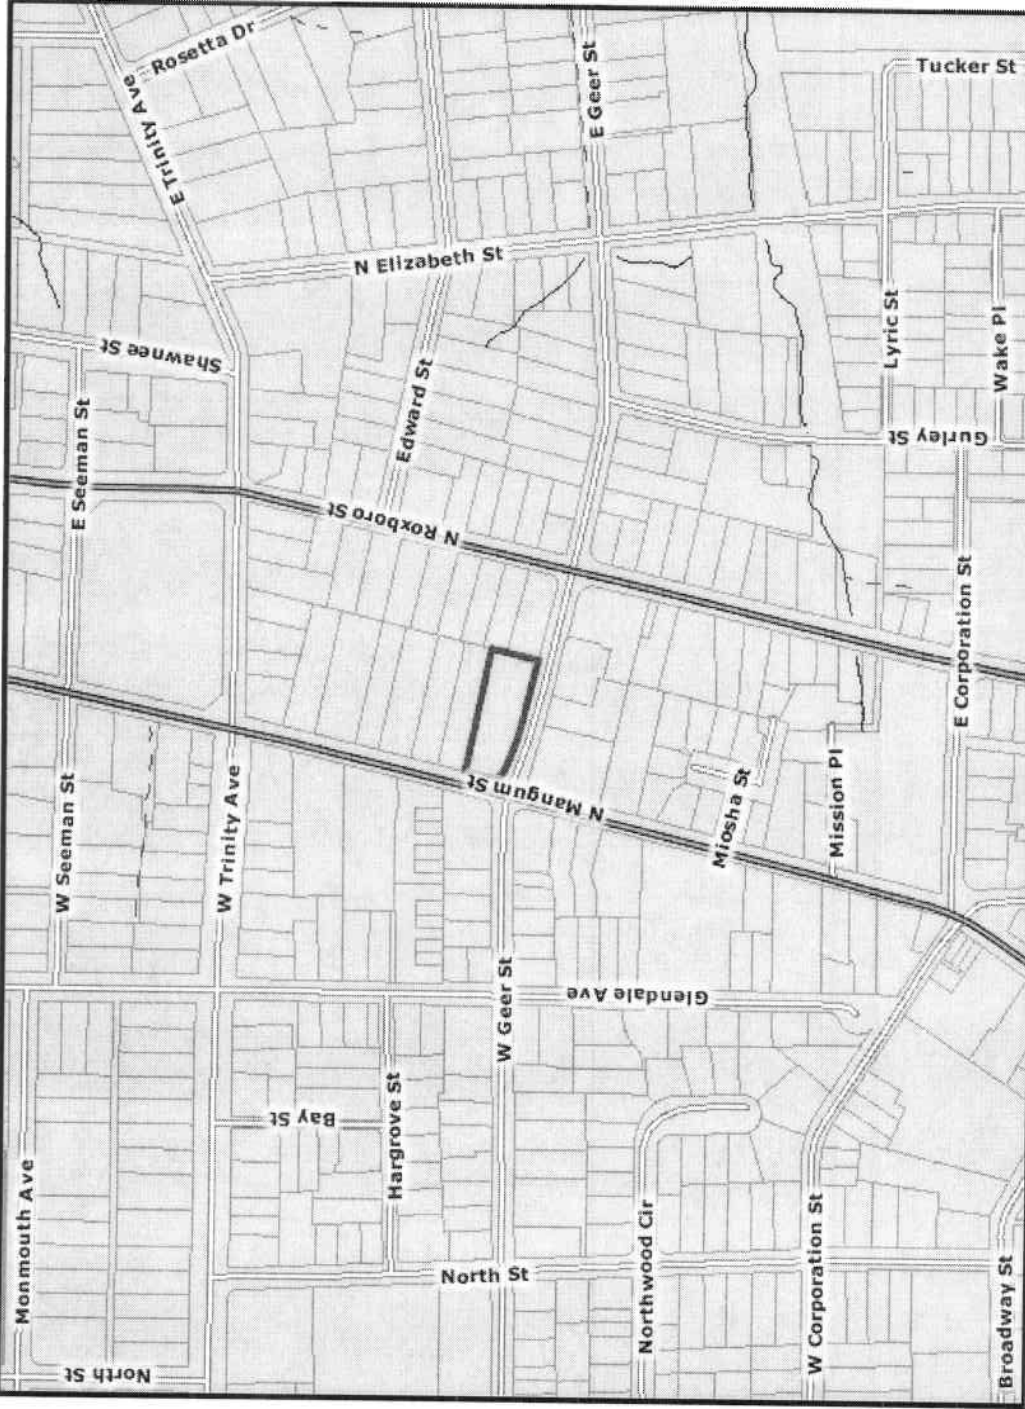 Rosetta Dr
E Trinity Ave
E Geer St
Tucker St
N Elizabeth St
Shawnee St
Lyric St
Wake Pl
E Seeman St
Edward St
Gurley St
N Roxboro St
E Corporation St
W Seeman St
W Trinity Ave
N Mangum St
Miosha St
Mission Pl
W Geer St
Glendale Ave
Bay St
Hargrove St
Monmouth Ave
North St
Northwood Cir
W Corporation St
Broadway St
North St